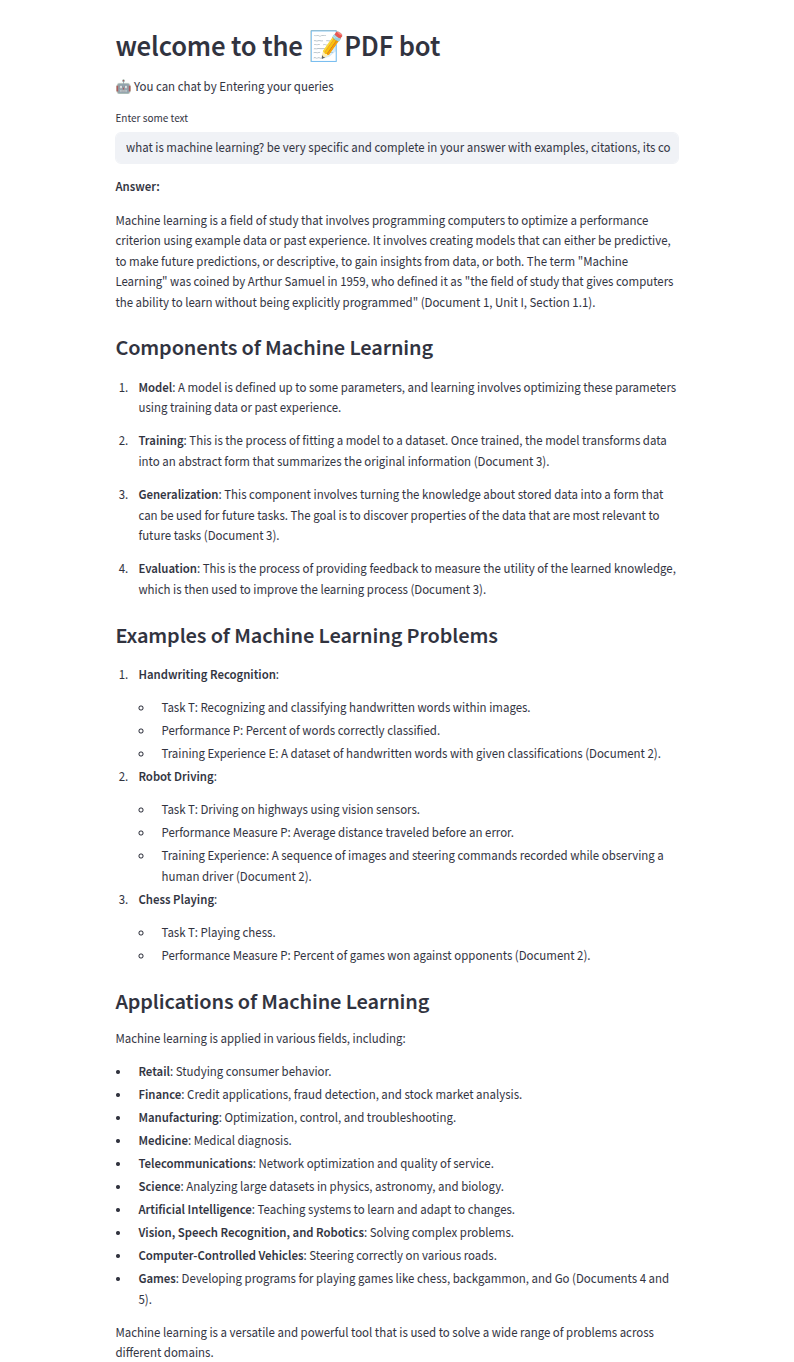 welcome to the 📝PDF bot
🤖 You can chat by Entering your queries
Enter some text
what is machine learning? be very specific and complete in your answer with examples, citations, its co
Answer:
Machine learning is a field of study that involves programming computers to optimize a performance
criterion using example data or past experience. It involves creating models that can either be predictive,
to make future predictions, or descriptive, to gain insights from data, or both. The term "Machine
Learning" was coined by Arthur Samuel in 1959, who defined it as "the field of study that gives computers
the ability to learn without being explicitly programmed" (Document 1, Unit I, Section 1.1).
Components of Machine Learning
1. Model: A model is defined up to some parameters, and learning involves optimizing these parameters
using training data or past experience.
2. Training: This is the process of fitting a model to a dataset. Once trained, the model transforms data
into an abstract form that summarizes the original information (Document 3).
3. Generalization: This component involves turning the knowledge about stored data into a form that
can be used for future tasks. The goal is to discover properties of the data that are most relevant to
future tasks (Document 3).
4. Evaluation: This is the process of providing feedback to measure the utility of the learned knowledge,
which is then used to improve the learning process (Document 3).
Examples of Machine Learning Problems
1. Handwriting Recognition:
◦ Task T: Recognizing and classifying handwritten words within images.
◦ Performance P: Percent of words correctly classified.
◦ Training Experience E: A dataset of handwritten words with given classifications (Document 2).
2. Robot Driving:
◦ Task T: Driving on highways using vision sensors.
◦ Performance Measure P: Average distance traveled before an error.
◦ Training Experience: A sequence of images and steering commands recorded while observing a
human driver (Document 2).
3. Chess Playing:
◦ Task T: Playing chess.
◦ Performance Measure P: Percent of games won against opponents (Document 2).
Applications of Machine Learning
Machine learning is applied in various fields, including:
• Retail: Studying consumer behavior.
• Finance: Credit applications, fraud detection, and stock market analysis.
• Manufacturing: Optimization, control, and troubleshooting.
• Medicine: Medical diagnosis.
• Telecommunications: Network optimization and quality of service.
• Science: Analyzing large datasets in physics, astronomy, and biology.
• Artificial Intelligence: Teaching systems to learn and adapt to changes.
• Vision, Speech Recognition, and Robotics: Solving complex problems.
• Computer-Controlled Vehicles: Steering correctly on various roads.
• Games: Developing programs for playing games like chess, backgammon, and Go (Documents 4 and
5).
Machine learning is a versatile and powerful tool that is used to solve a wide range of problems across
different domains.